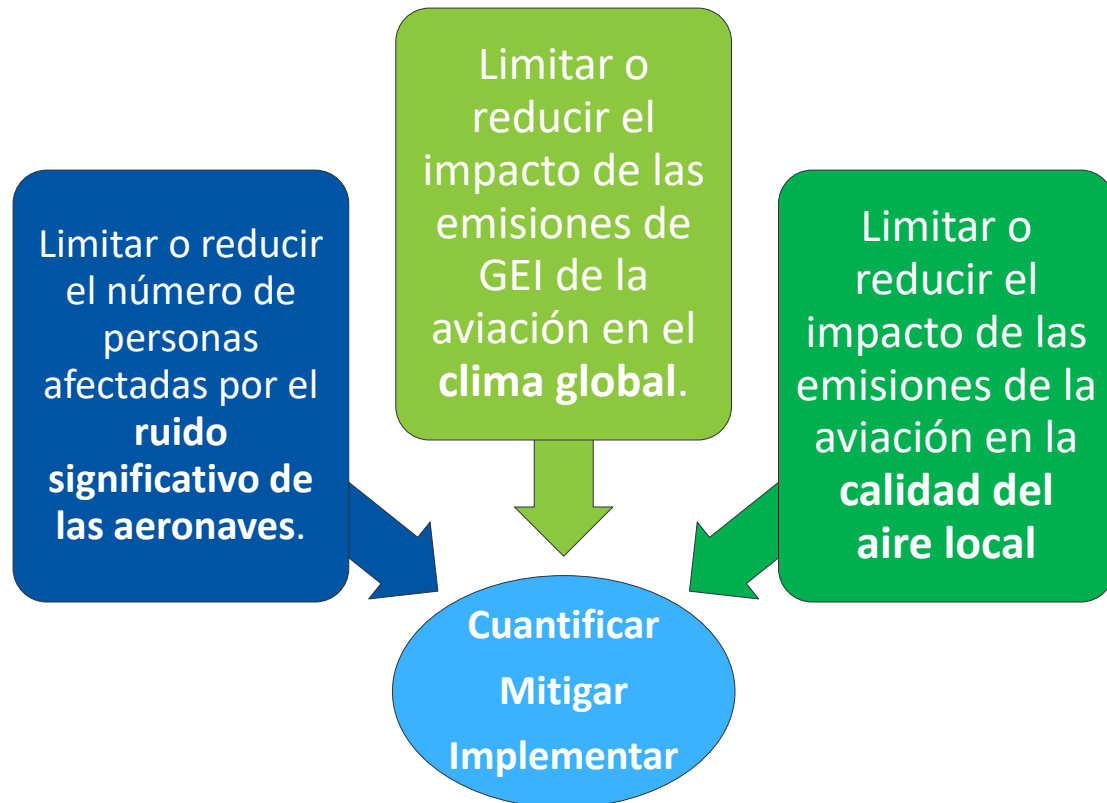 Limitar o reducir
el número de
personas
afectadas por el
ruido
significativo de
las aeronaves.
Limitar o
reducir el
impacto de las
emisiones de
GEI de la
aviación en el
clima global.
Limitar o
reducir el
impacto de las
emisiones de la
aviación en la
calidad del
aire local
Cuantificar
Mitigar
Implementar